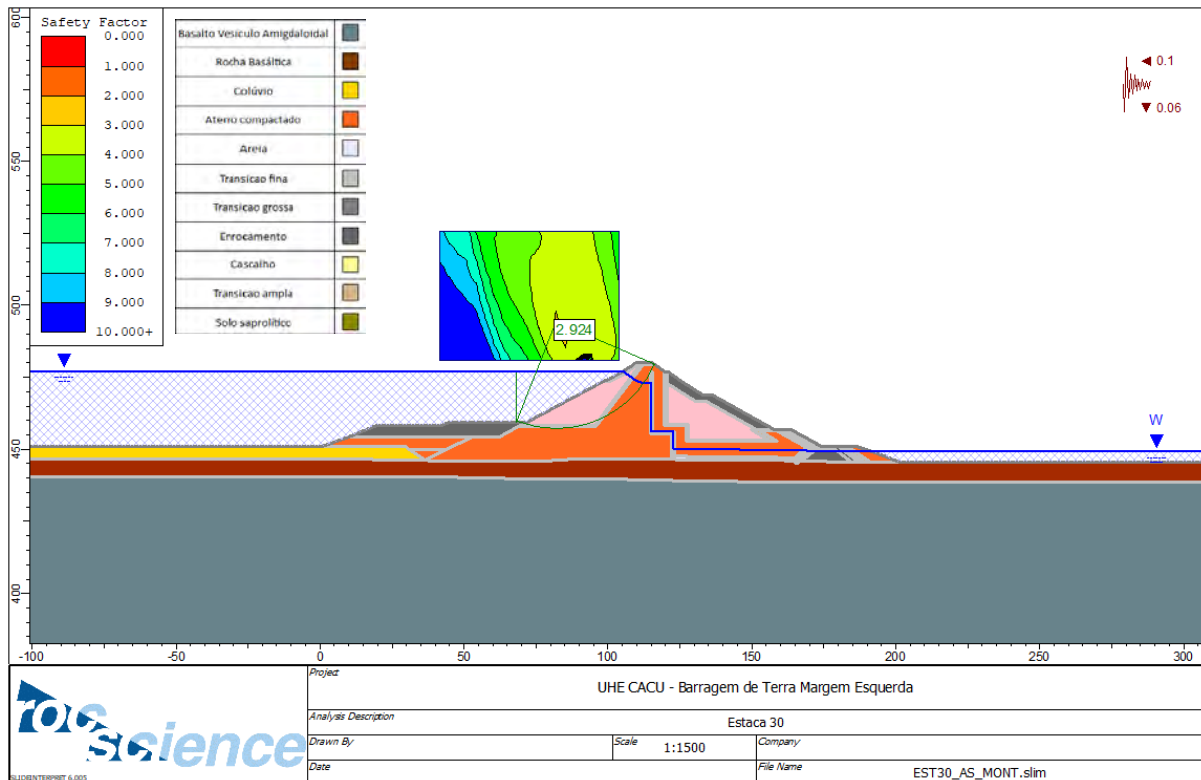 Safety Factor
0.000
1.000
2.000
3.000
4.000
5.000
6.000
7.000
8.000
9.000
10.000+
Basalto Vesículo Amigdaloidal
Rocha Basáltica
Colúvio
Aterro compactado
Areia
Transicao fina
Transicao grossa
Enrocamento
Cascalho
Transicao ampla
Solo saprolítico
0.1
0.06
2.924
W
600
550
500
450
400
-100
-50
0
50
100
150
200
250
300
rocscience
SLIDEINTERPRET 6.005
Project
UHE CACU - Barragem de Terra Margem Esquerda
Analysis Description
Estaca 30
Drawn By
Scale
1:1500
Company
Date
File Name
EST30_AS_MONT.slim